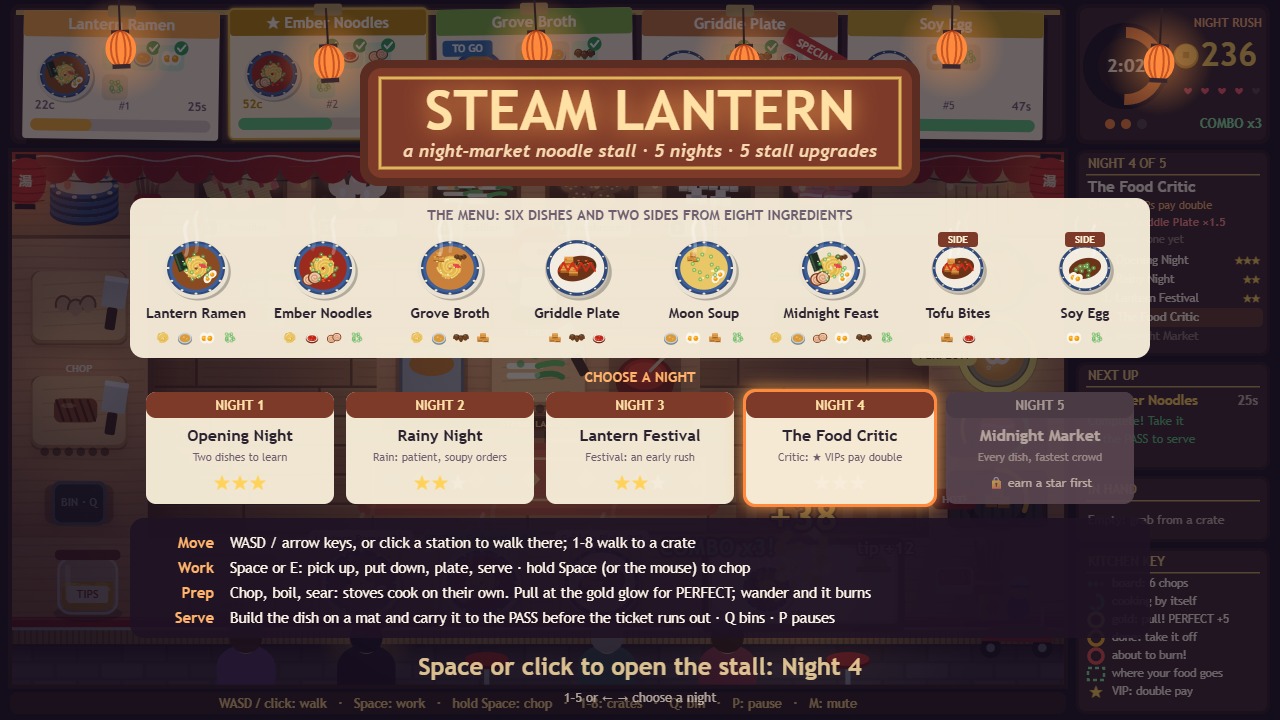 Lantern Ramen
★ Ember Noodles
Grove Broth
Griddle Plate
Soy Egg
NIGHT RUSH
TO GO
SPECIAL
2:02
236
22c
#1
25s
52c
#2
#5
47s
COMBO x3
STEAM LANTERN
a night-market noodle stall · 5 nights · 5 stall upgrades
湯
湯
NIGHT 4 OF 5
The Food Critic
THE MENU: SIX DISHES AND TWO SIDES FROM EIGHT INGREDIENTS
SIDE
SIDE
Lantern Ramen
Ember Noodles
Grove Broth
Griddle Plate
Moon Soup
Midnight Feast
Tofu Bites
Soy Egg
CHOP
CHOOSE A NIGHT
NEXT UP
NIGHT 1
Opening Night
Two dishes to learn
NIGHT 2
Rainy Night
Rain: patient, soupy orders
NIGHT 3
Lantern Festival
Festival: an early rush
NIGHT 4
The Food Critic
Critic: ★ VIPs pay double
NIGHT 5
Midnight Market
Every dish, fastest crowd
earn a star first
25s
BIN · Q
+38
TIPS
Move WASD / arrow keys, or click a station to walk there; 1-8 walk to a crate
Work Space or E: pick up, put down, plate, serve · hold Space (or the mouse) to chop
Prep Chop, boil, sear: stoves cook on their own. Pull at the gold glow for PERFECT; wander and it burns
Serve Build the dish on a mat and carry it to the PASS before the ticket runs out · Q bins · P pauses
6 chops
by itself
PERFECT +5
take it off
about to burn!
where your food goes
VIP: double pay
Space or click to open the stall: Night 4
1-5 or ← → choose a night
WASD / click: walk · Space: work · hold Space: chop · 1-8: crates · Q: bin · P: pause · M: mute